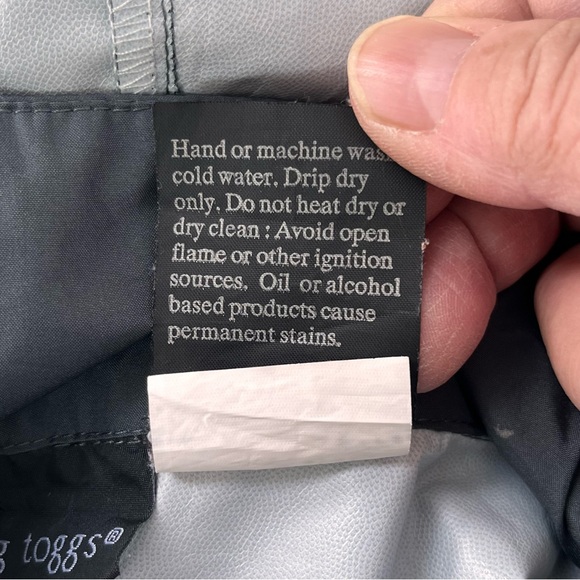 Hand or machine was
cold water. Drip dry
only. Do not heat dry or
dry clean : Avoid open
flame or other ignition
sources. Oil or alcohol
based products cause
permanent stains.
g toggs®